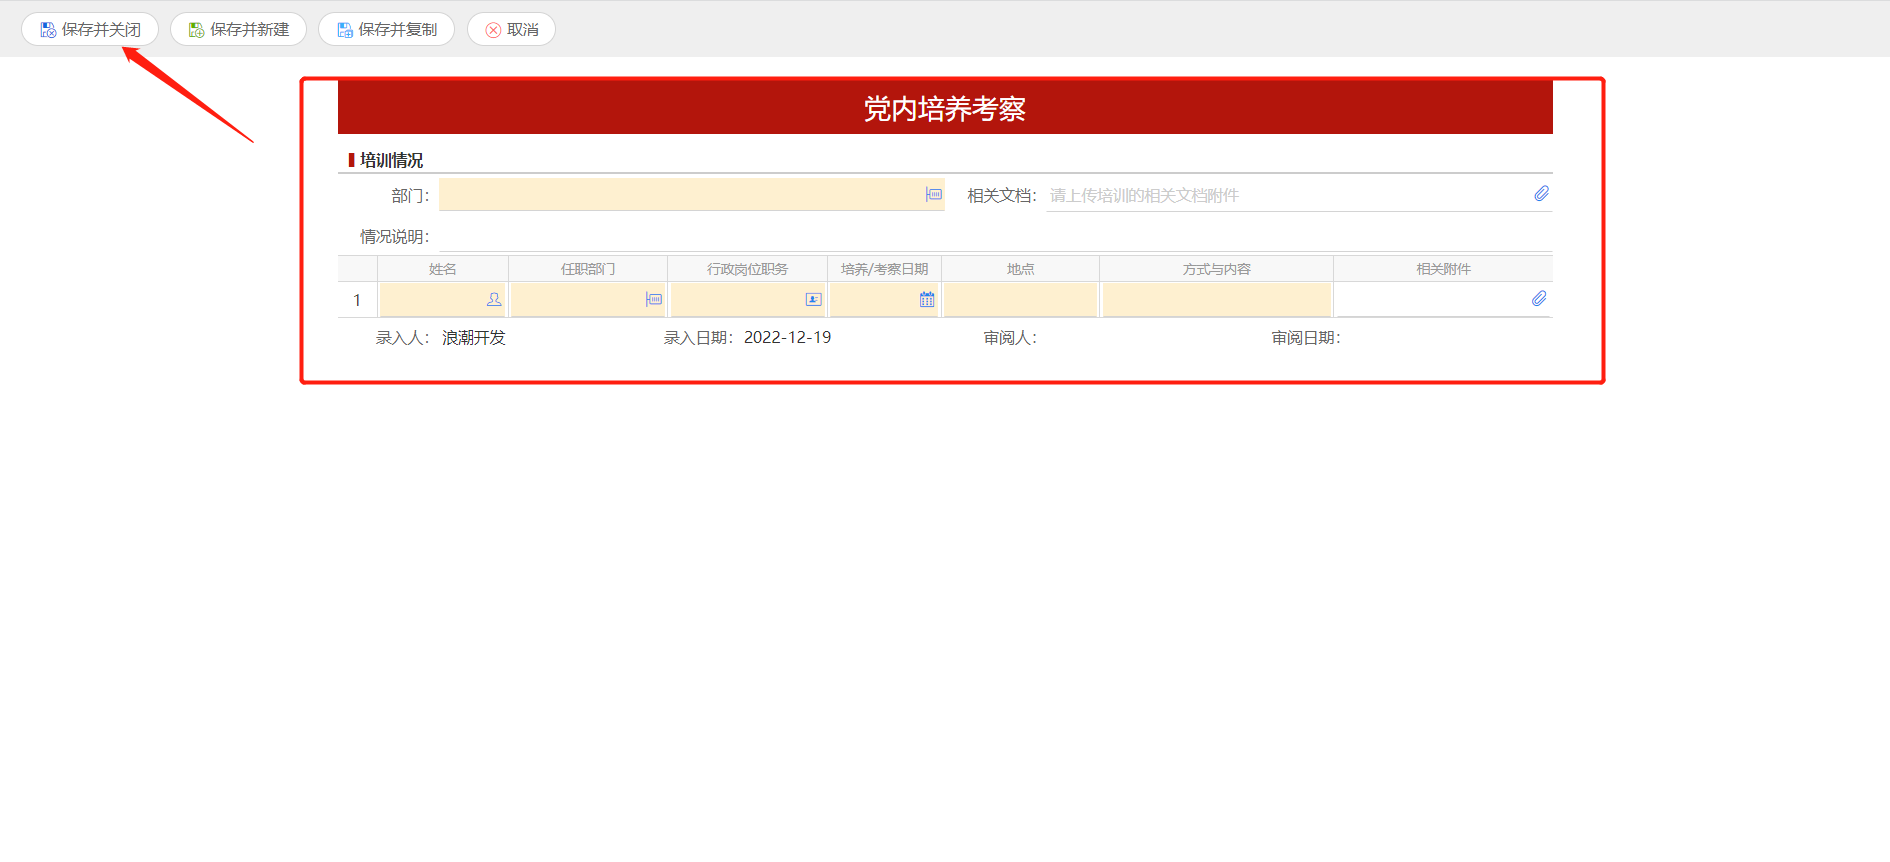 保存并关闭 保存并新建 保存并复制 取消
党内培养考察
培训情况
部门： 相关文档： 请上传培训的相关文档附件
情况说明：
姓名 任职部门 行政岗位职务 培养/考察日期 地点 方式与内容 相关附件
1
录入人： 浪潮开发 录入日期： 2022-12-19 审阅人： 审阅日期：